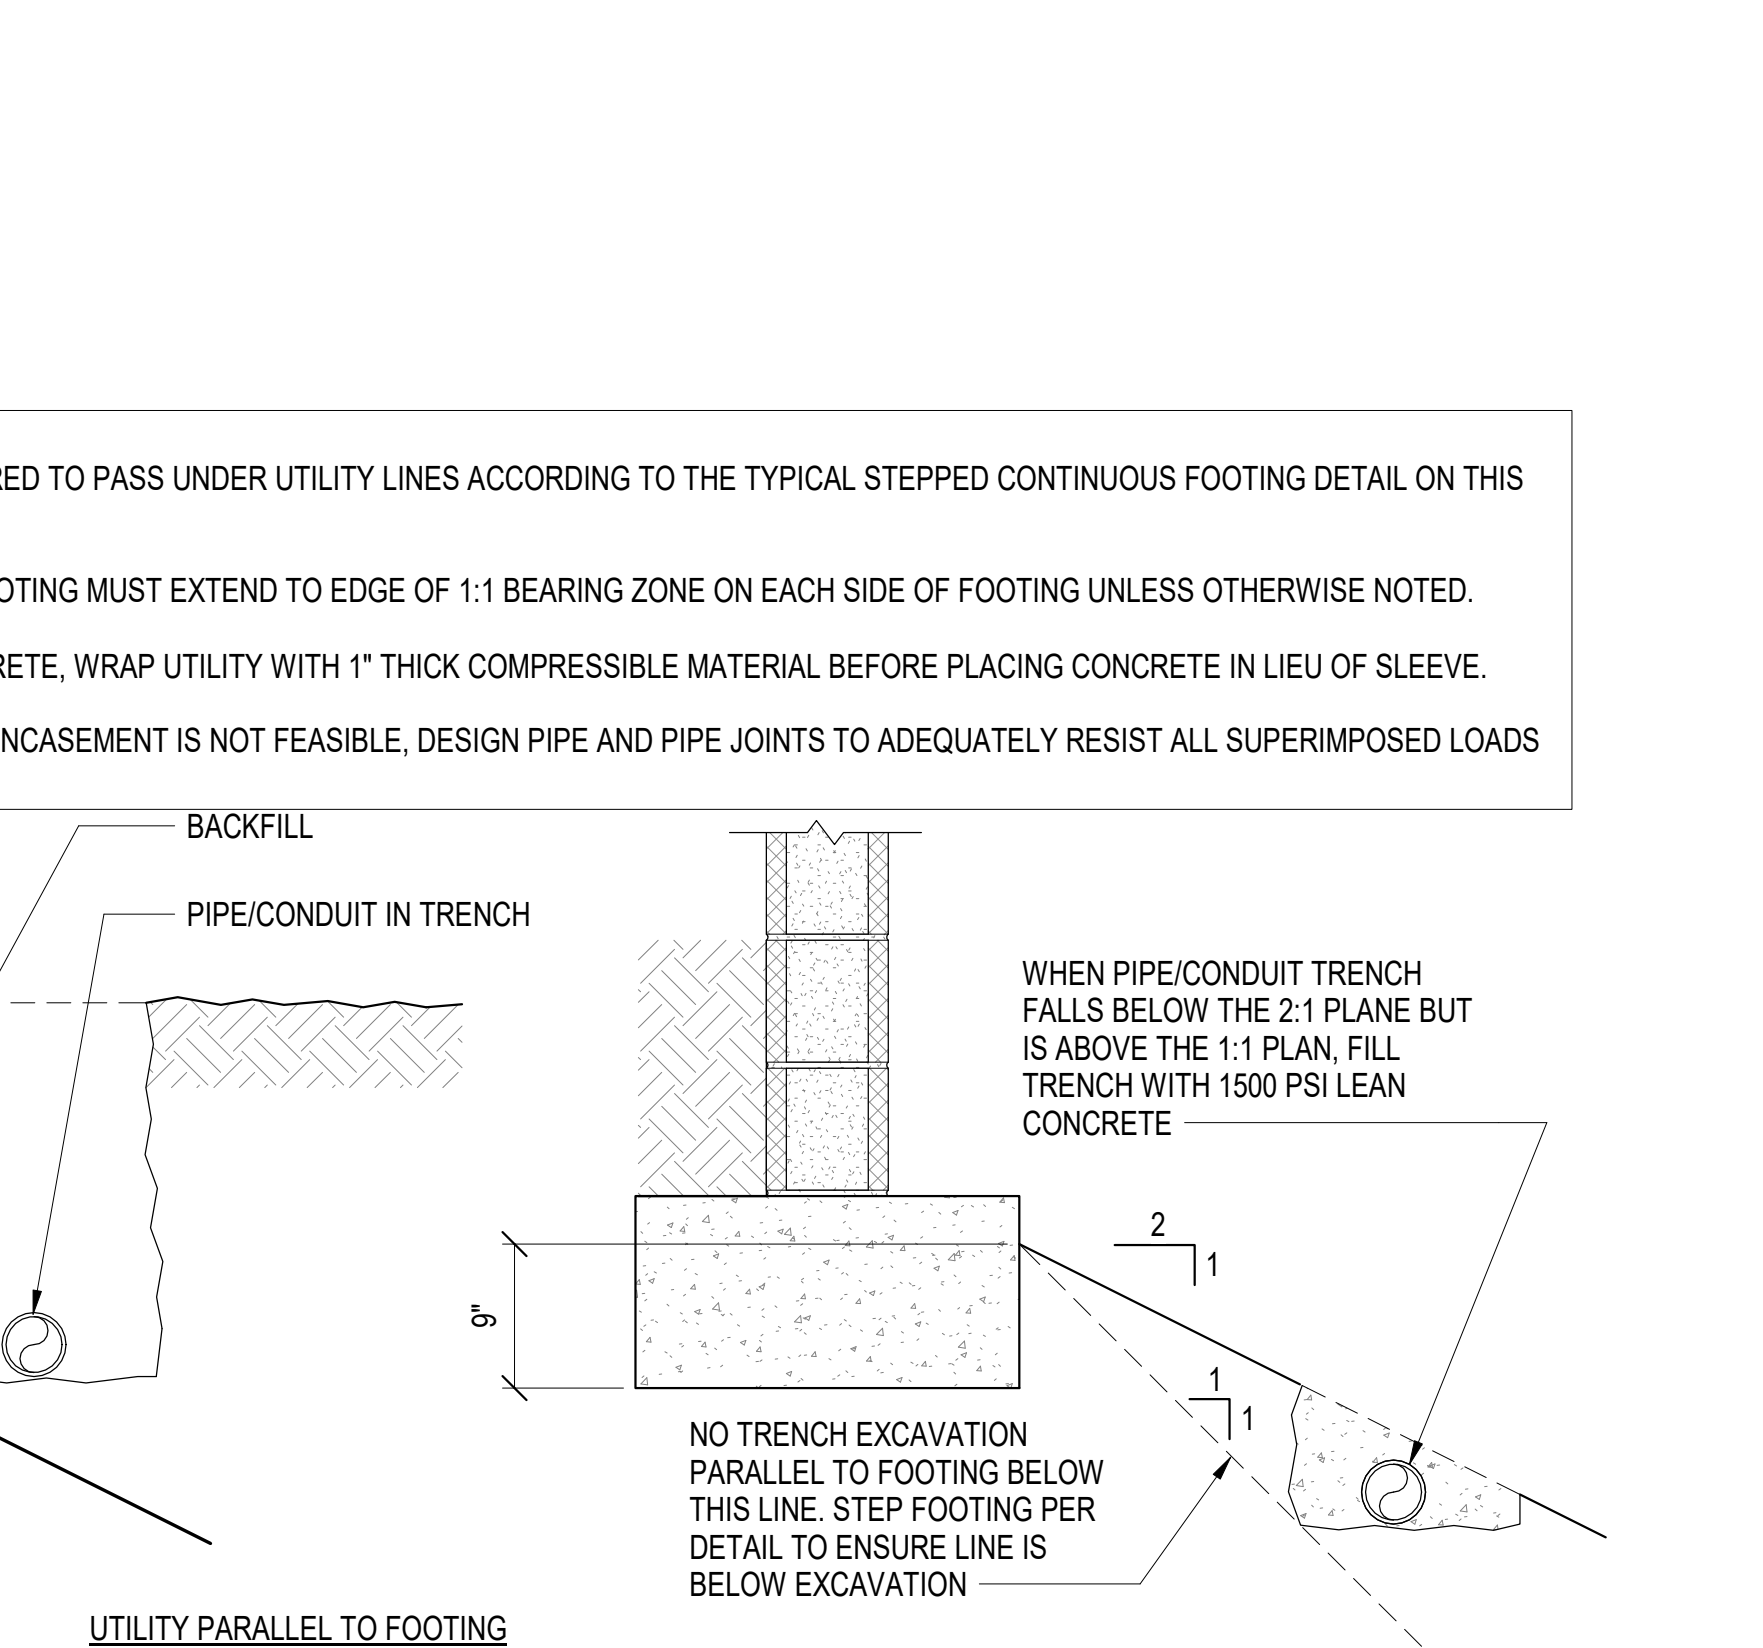 RED TO PASS UNDER UTILITY LINES ACCORDING TO THE TYPICAL STEPPED CONTINUOUS FOOTING DETAIL ON THIS
OTING MUST EXTEND TO EDGE OF 1:1 BEARING ZONE ON EACH SIDE OF FOOTING UNLESS OTHERWISE NOTED.
RETE, WRAP UTILITY WITH 1" THICK COMPRESSIBLE MATERIAL BEFORE PLACING CONCRETE IN LIEU OF SLEEVE.
NCASEMENT IS NOT FEASIBLE, DESIGN PIPE AND PIPE JOINTS TO ADEQUATELY RESIST ALL SUPERIMPOSED LOADS
BACKFILL
PIPE/CONDUIT IN TRENCH
WHEN PIPE/CONDUIT TRENCH
FALLS BELOW THE 2:1 PLANE BUT
IS ABOVE THE 1:1 PLAN, FILL
TRENCH WITH 1500 PSI LEAN
CONCRETE
2
1
9"
1
1
NO TRENCH EXCAVATION
PARALLEL TO FOOTING BELOW
THIS LINE. STEP FOOTING PER
DETAIL TO ENSURE LINE IS
BELOW EXCAVATION
UTILITY PARALLEL TO FOOTING